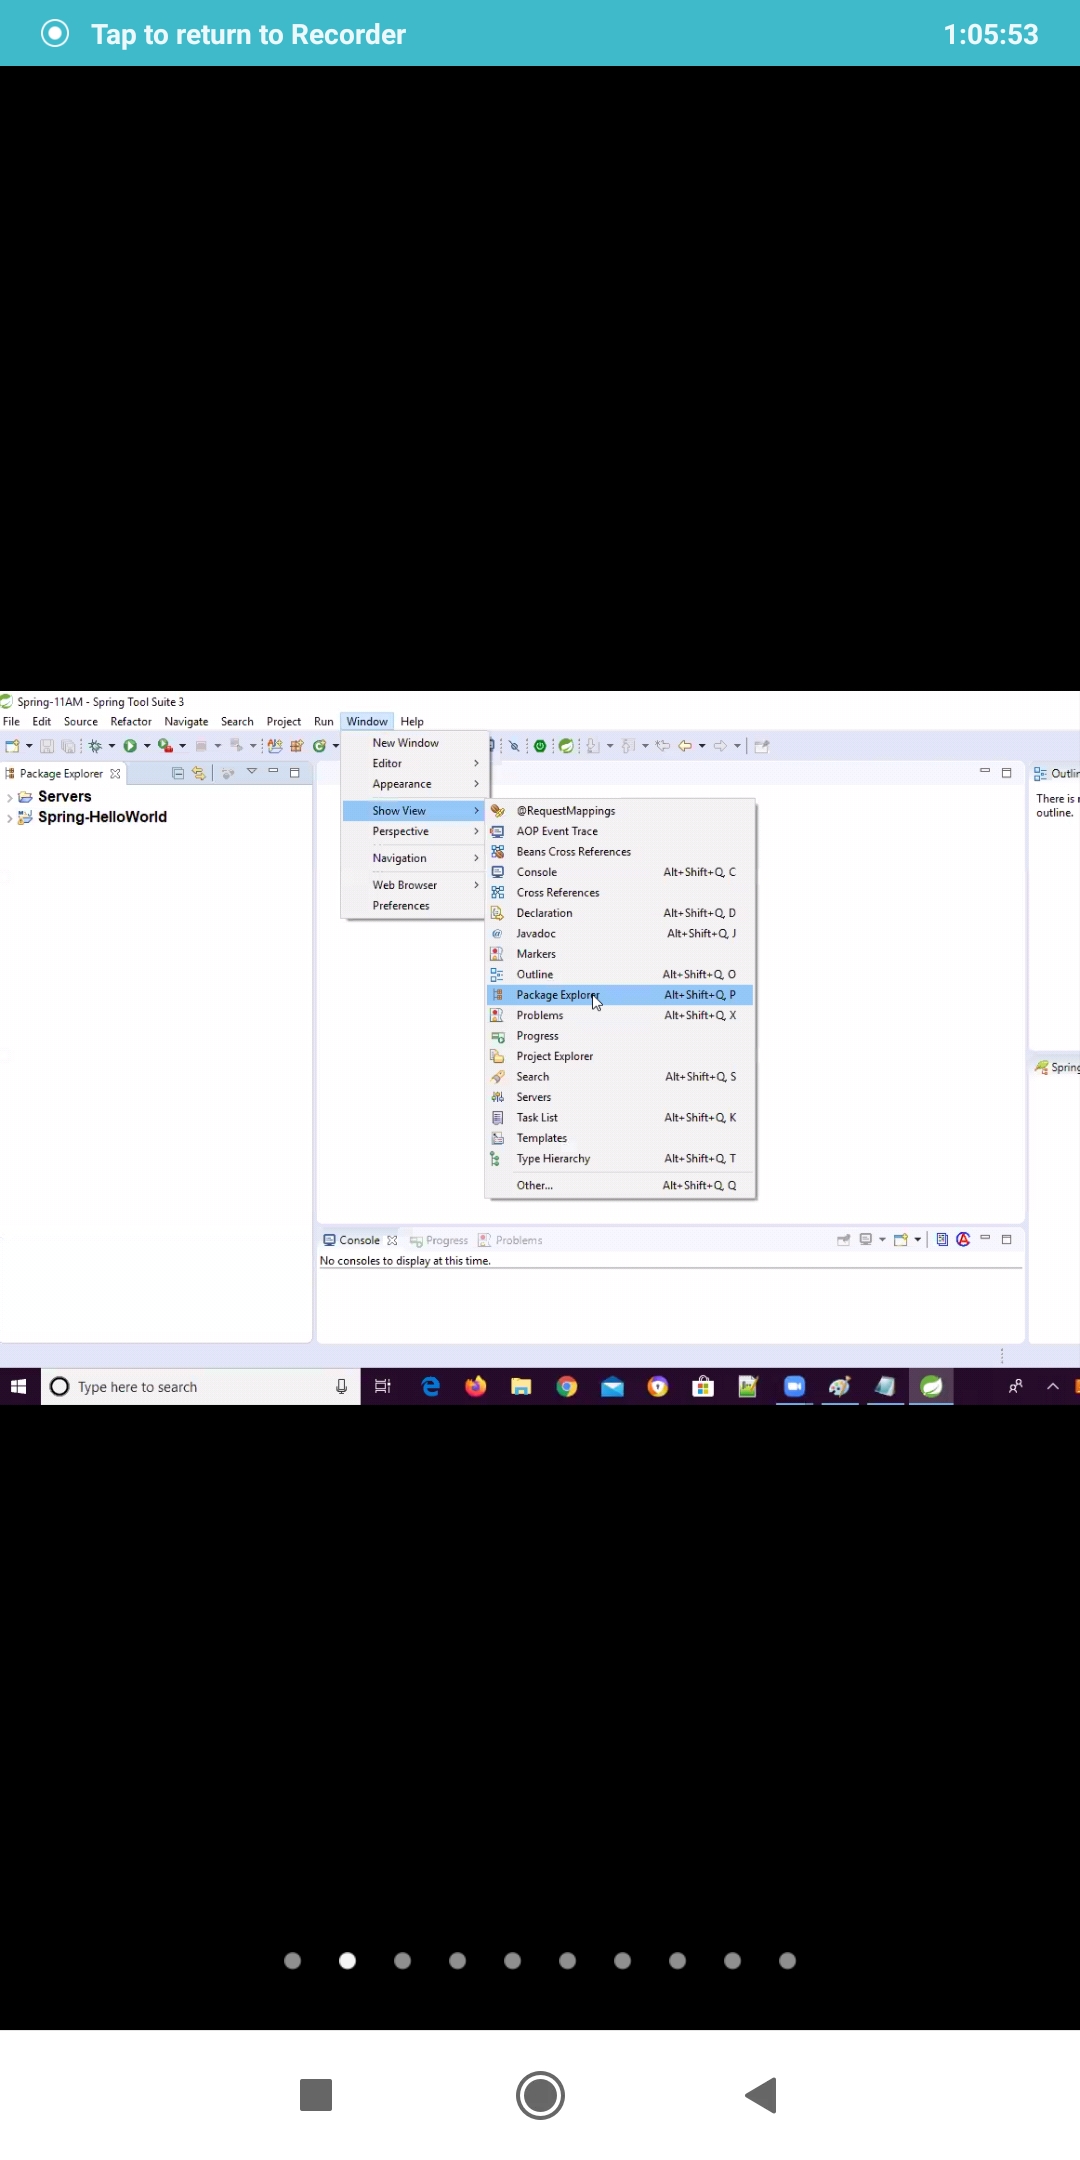 Tap to return to Recorder 1:05:53
Spring-11AM - Spring Tool Suite 3
File Edit Source Refactor Navigate Search Project Run Window Help
New Window
Package Explorer
Editor
Appearance
Outlin
Servers
There is
outline.
Spring-HelloWorld
Show View
Perspective
Navigation
Web Browser
Preferences
@RequestMappings
AOP Event Trace
Beans Cross References
Console Alt+Shift+Q, C
Cross References
Declaration Alt+Shift+Q, D
Javadoc Alt+Shift+Q, J
Markers
Outline Alt+Shift+Q, O
Package Explorer Alt+Shift+Q, P
Problems Alt+Shift+Q, X
Progress
Project Explorer
Search Alt+Shift+Q, S
Servers
Task List Alt+Shift+Q, K
Templates
Type Hierarchy Alt+Shift+Q, T
Other... Alt+Shift+Q, Q
Spring
Console Progress Problems
No consoles to display at this time.
Type here to search